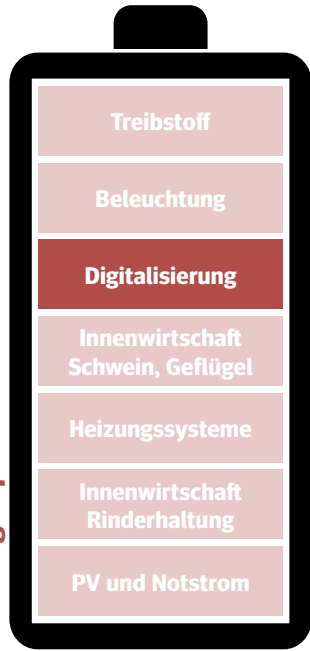 Treibstoff
Beleuchtung
Digitalisierung
Innenwirtschaft
Schwein, Geflügel
Heizungssysteme
Innenwirtschaft
Rinderhaltung
PV und Notstrom